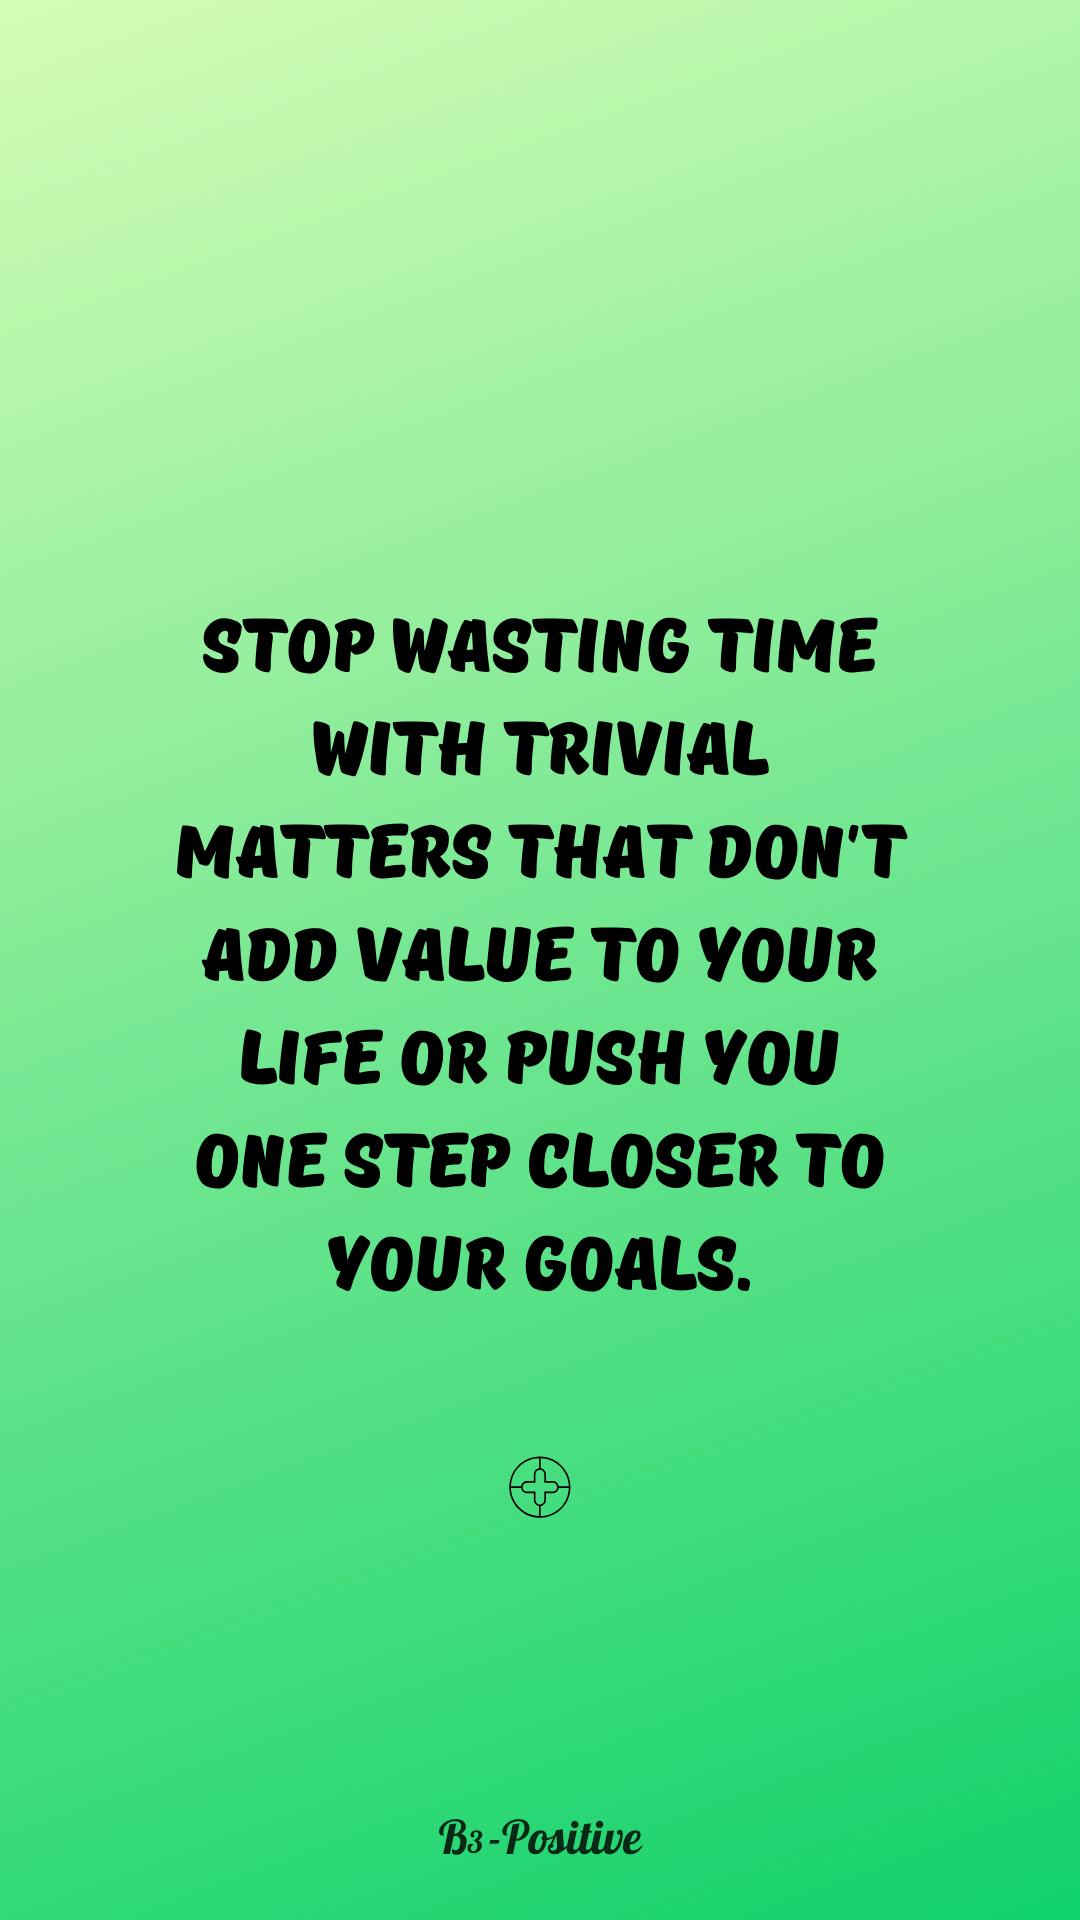 STOP WASTING TIME
WITH TRIVIAL
MATTERS THAT DON'T
ADD VALUE TO YOUR
LIFE OR PUSH YOU
ONE STEP CLOSER TO
YOUR GOALS.
B3-Positive